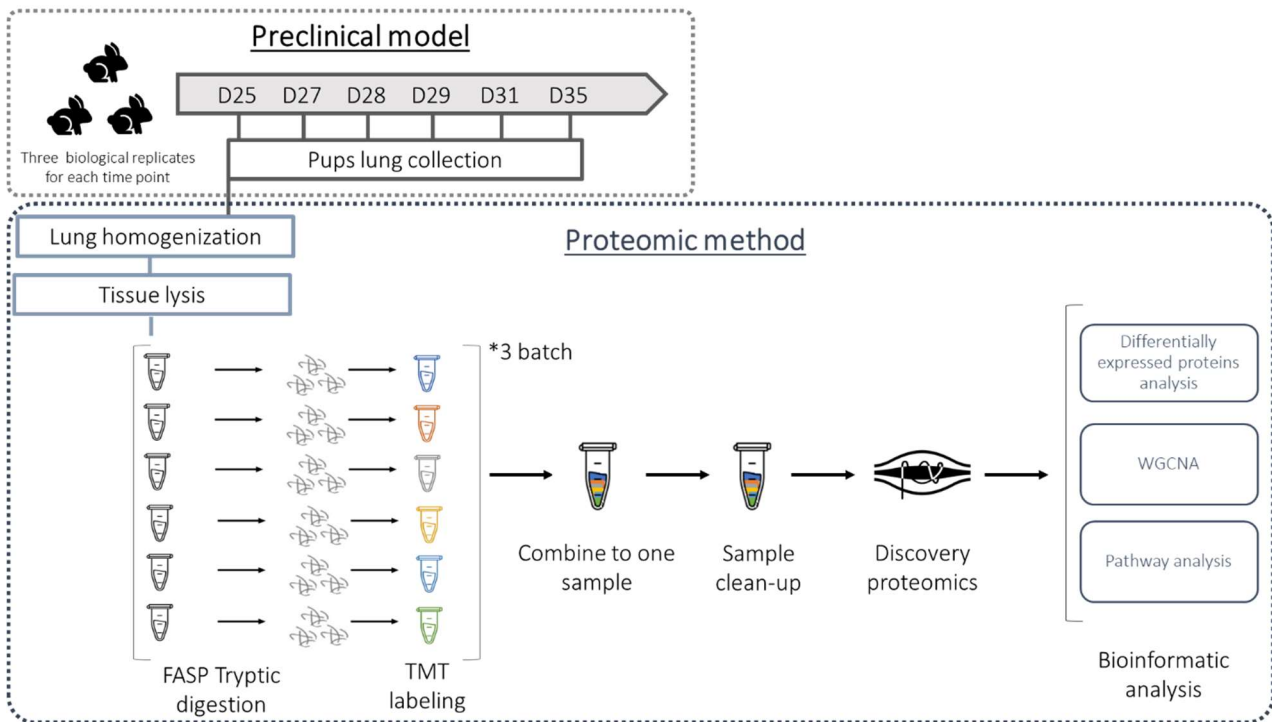 Preclinical model
D25 D27 D28 D29 D31 D35
Three biological replicates
for each time point
Pups lung collection
Lung homogenization
Proteomic method
Tissue lysis
*3 batch
Differentially
expressed proteins
analysis
WGCNA
Pathway analysis
Combine to one
sample
Sample
clean-up
Discovery
proteomics
FASP Tryptic
digestion
TMT
labeling
Bioinformatic
analysis